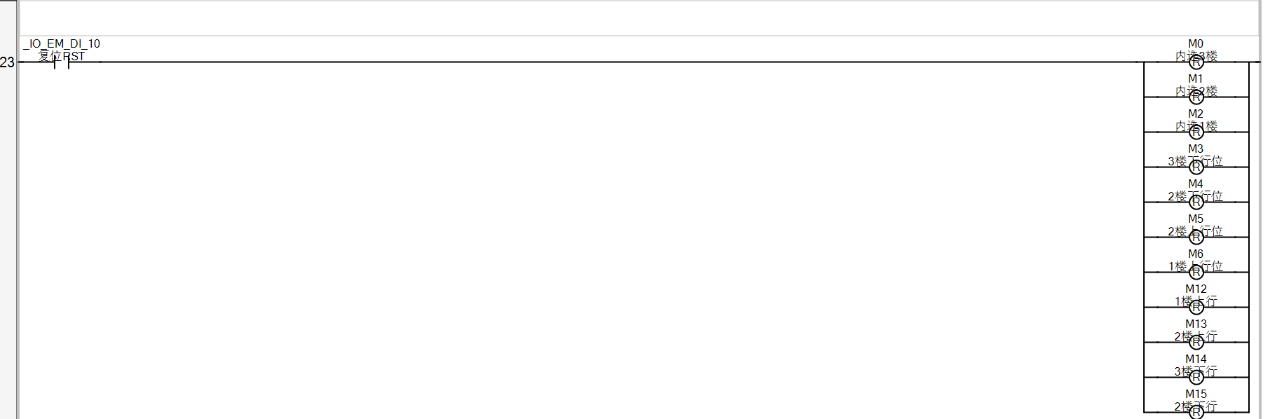 _IO_EM_DI_10
复位RST
23
M0
内选3楼
M1
内选2楼
M2
内选1楼
M3
3楼下行位
M4
2楼下行位
M5
2楼上行位
M6
1楼上行位
M12
1楼上行
M13
2楼上行
M14
3楼下行
M15
2楼下行